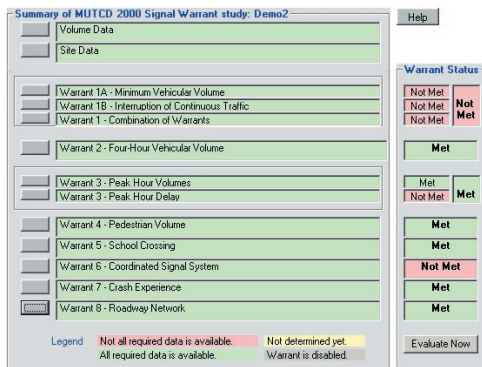 Summary of MUTCD 2000 Signal Warrant study: Demo2
Help
Volume Data
Site Data
Warrant Status
Warrant 1A - Minimum Vehicular Volume
Not Met
Warrant 1B - Interruption of Continuous Traffic
Not Met
Warrant 1 - Combination of Warrants
Not Met
Not Met
Warrant 2 - Four-Hour Vehicular Volume
Met
Warrant 3 - Peak Hour Volumes
Met
Warrant 3 - Peak Hour Delay
Not Met
Met
Warrant 4 - Pedestrian Volume
Met
Warrant 5 - School Crossing
Met
Warrant 6 - Coordinated Signal System
Not Met
Warrant 7 - Crash Experience
Met
Warrant 8 - Roadway Network
Met
Legend
Not all required data is available.
Not determined yet.
All required data is available.
Warrant is disabled.
Evaluate Now